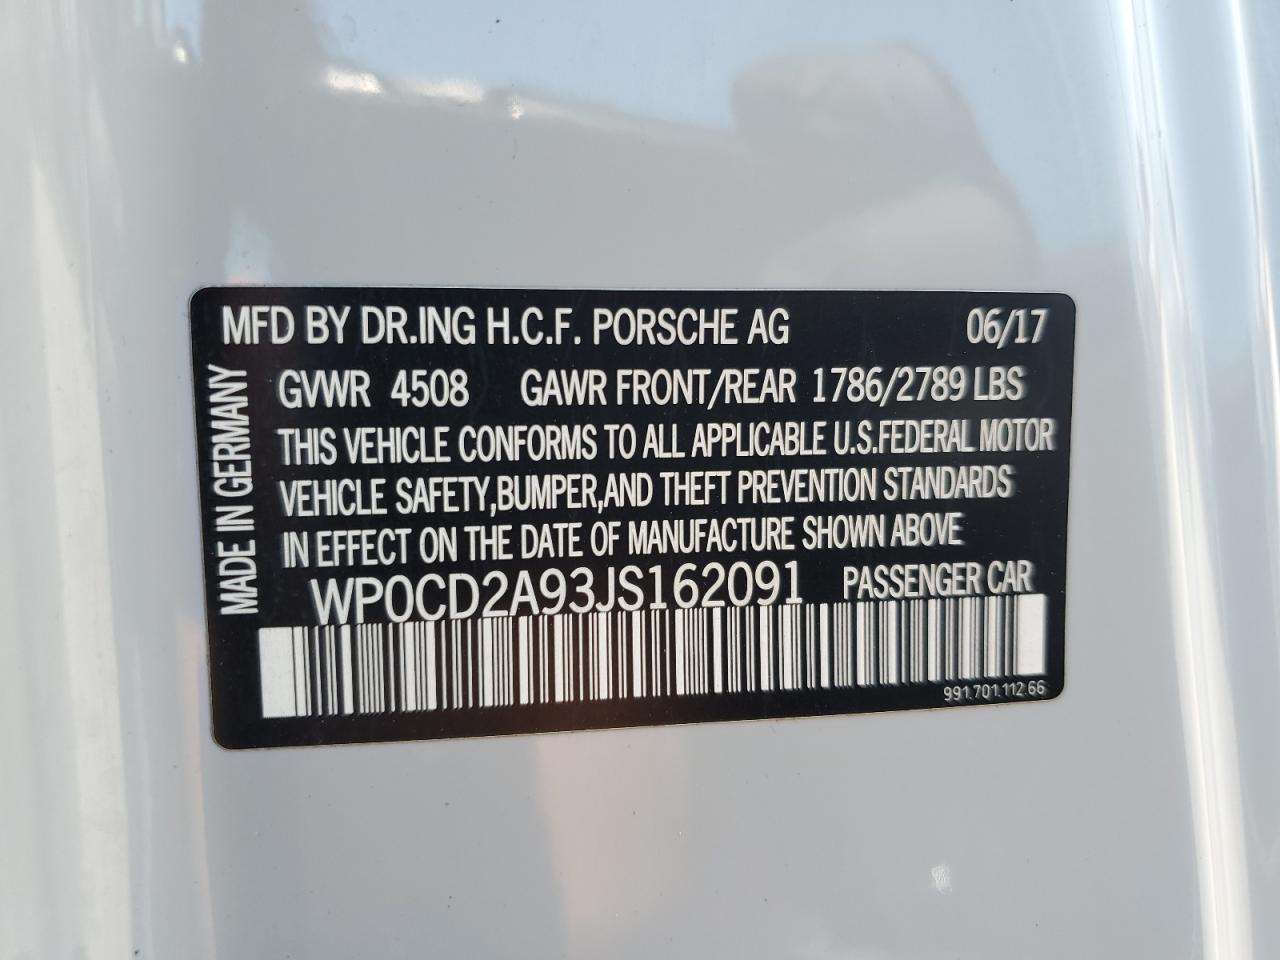 MFD BY DR.ING H.C.F. PORSCHE AG 06/17
GVWR 4508 GAWR FRONT/REAR 1786/2789 LBS
THIS VEHICLE CONFORMS TO ALL APPLICABLE U.S.FEDERAL MOTOR
VEHICLE SAFETY,BUMPER,AND THEFT PREVENTION STANDARDS
IN EFFECT ON THE DATE OF MANUFACTURE SHOWN ABOVE
WP0CD2A93JS162091 PASSENGER CAR
991.701.112.66
MADE IN GERMANY